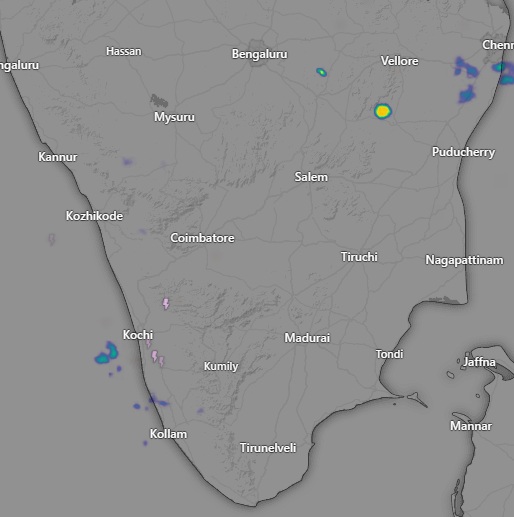 Hassan
Bengaluru
Chenn
ngaluru
Vellore
Mysuru
Kannur
Puducherry
Salem
Kozhikode
Coimbatore
Tiruchi
Nagapattinam
Kochi
Madurai
Tondi
Kumily
Jaffna
Kollam
Mannar
Tirunelveli